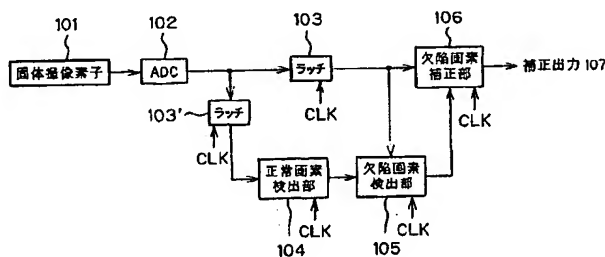 101
固体撮像素子
102
ADC
103
ラッチ
CLK
106
欠陥画素
補正部
CLK
補正出力 107
103'
ラッチ
CLK
正常画素
検出部
104
CLK
欠陥画素
検出部
105
CLK